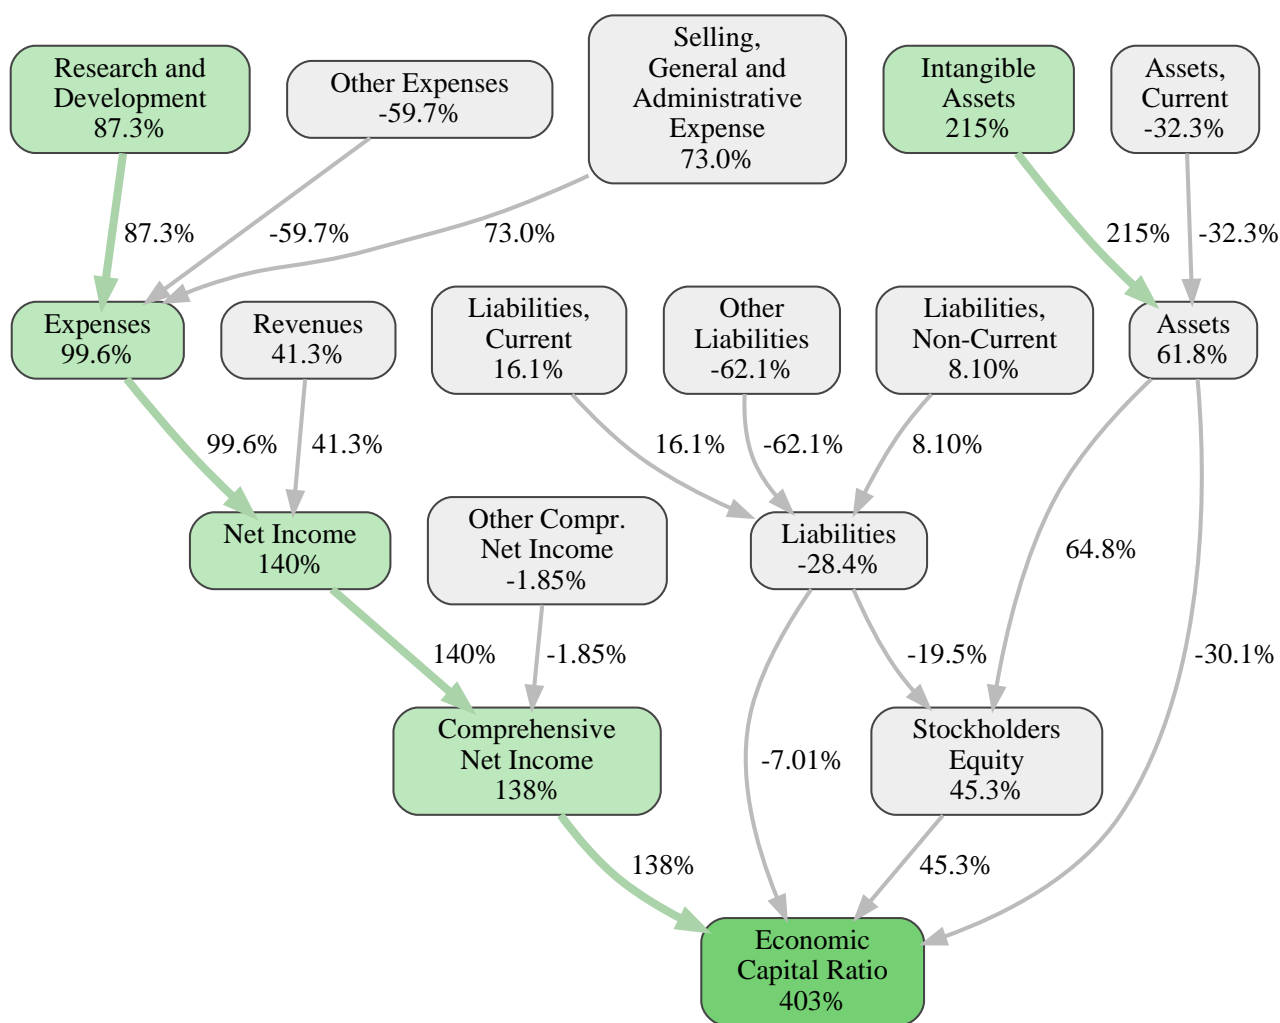 Research and
Development
87.3%
Other Expenses
-59.7%
Selling,
General and
Administrative
Expense
73.0%
Intangible
Assets
215%
Assets,
Current
-32.3%
87.3%
-59.7%
73.0%
215%
-32.3%
Expenses
99.6%
Revenues
41.3%
Liabilities,
Current
16.1%
Other
Liabilities
-62.1%
Liabilities,
Non-Current
8.10%
Assets
61.8%
99.6%
41.3%
16.1%
-62.1%
8.10%
Net Income
140%
Other Compr.
Net Income
-1.85%
Liabilities
-28.4%
64.8%
140%
-1.85%
-19.5%
-30.1%
Comprehensive
Net Income
138%
-7.01%
Stockholders
Equity
45.3%
138%
45.3%
Economic
Capital Ratio
403%